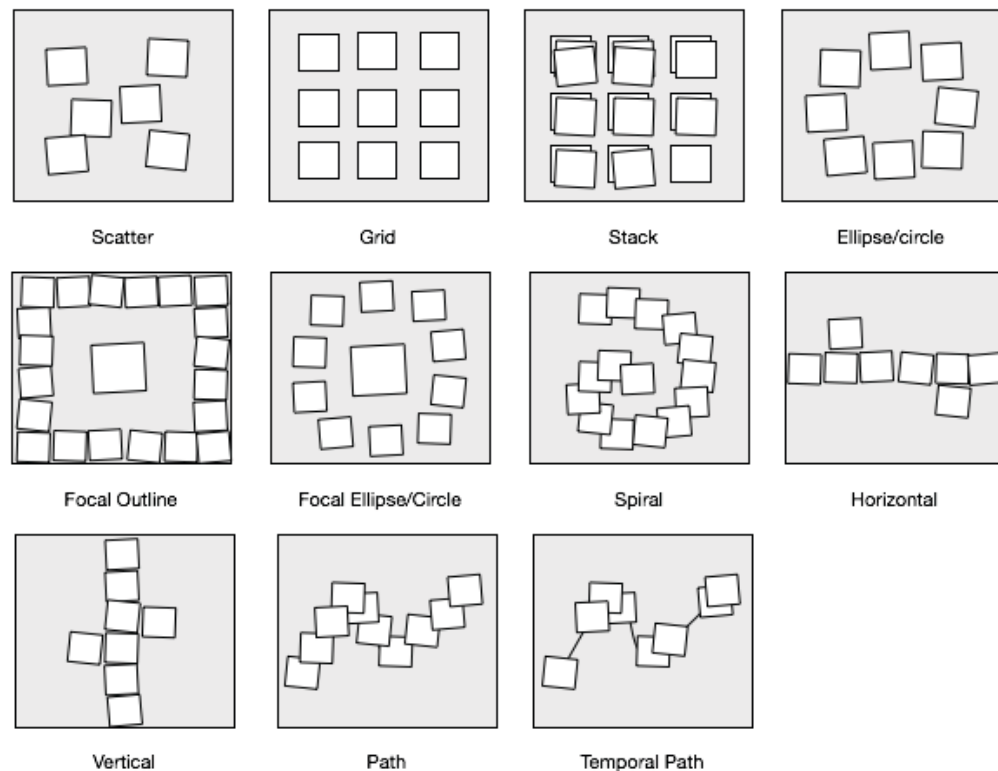 Scatter
Grid
Stack
Ellipse/circle
Focal Outline
Focal Ellipse/Circle
Spiral
Horizontal
Vertical
Path
Temporal Path